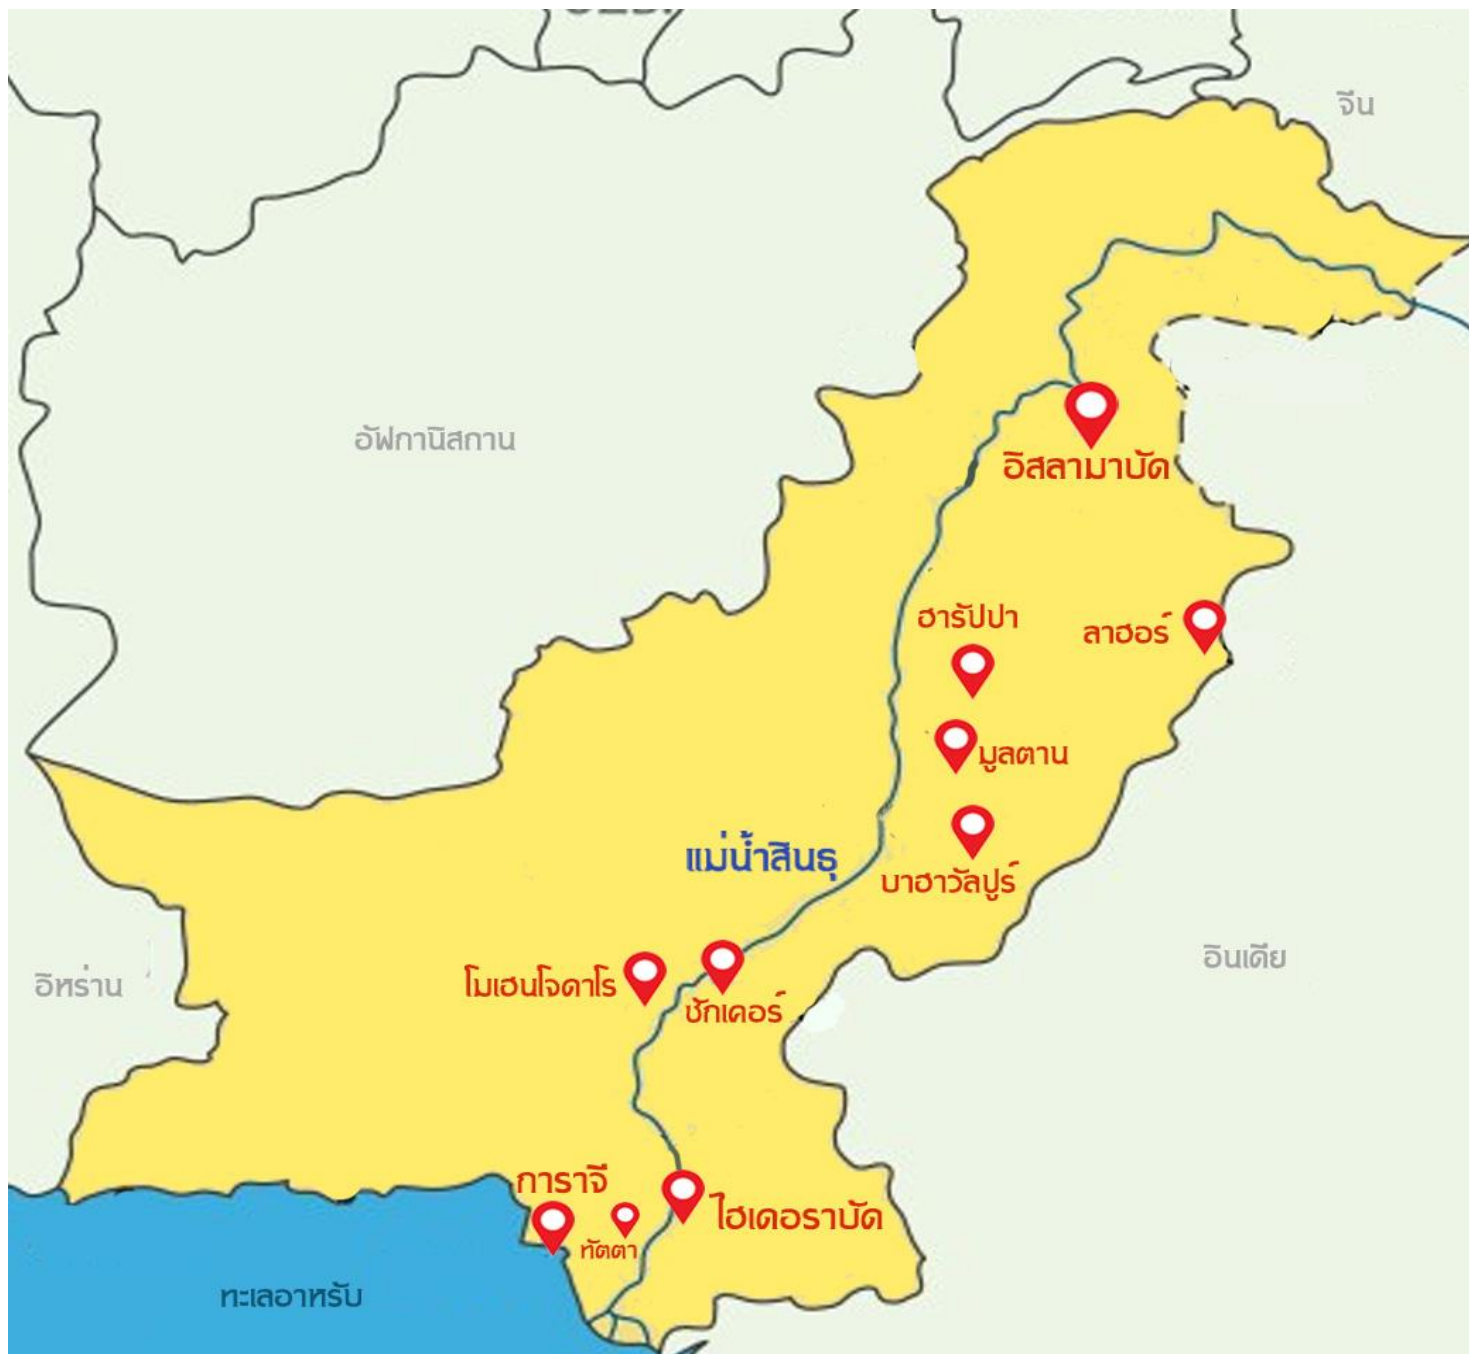 จีน
อัฟกานิสถาน
อิสลามาบัด
ฮารัปปา
ลาฮอร์
มูลตาน
แม่น้ำสินธุ
บาฮาวัลปูร์
อินเดีย
อิหร่าน
โมเฮนโจดาโร
ซักเคอร์
การาจี
ไฮเดอราบัด
ทัตตา
ทะเลอาหรับ